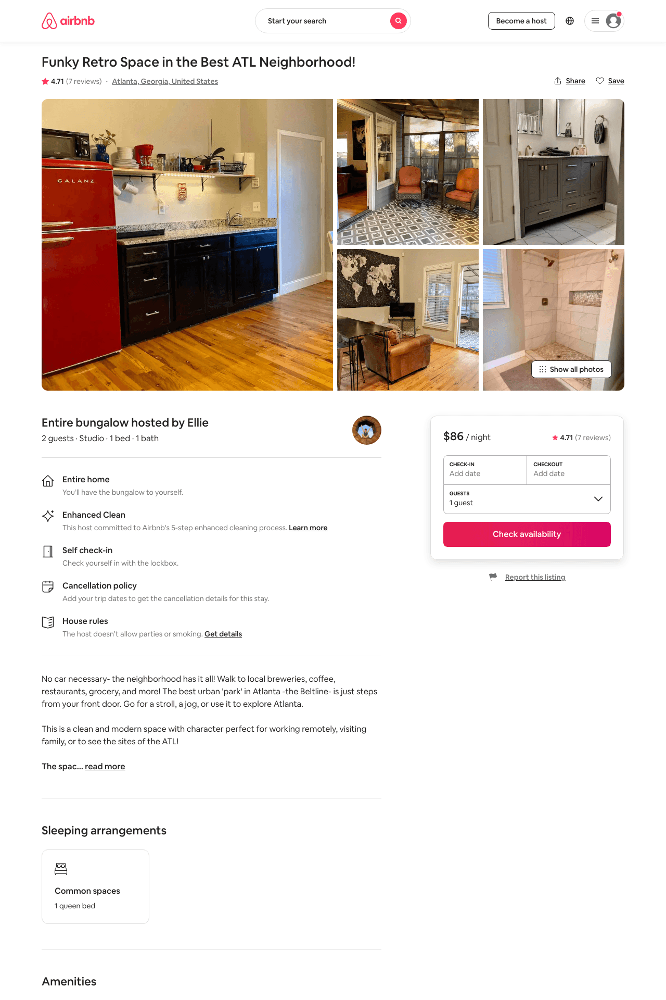 airbnb
Start your search
Become a host
Funky Retro Space in the Best ATL Neighborhood!
4.71 (7 reviews) · Atlanta, Georgia, United States
Share
Save
GALANZ
Show all photos
Entire bungalow hosted by Ellie
2 guests · Studio · 1 bed · 1 bath
$86 / night
4.71 (7 reviews)
CHECK-IN
Add date
CHECKOUT
Add date
GUESTS
1 guest
Check availability
Report this listing
Entire home
You’ll have the bungalow to yourself.
Enhanced Clean
This host committed to Airbnb's 5-step enhanced cleaning process. Learn more
Self check-in
Check yourself in with the lockbox.
Cancellation policy
Add your trip dates to get the cancellation details for this stay.
House rules
The host doesn’t allow parties or smoking. Get details
No car necessary- the neighborhood has it all! Walk to local breweries, coffee,
restaurants, grocery, and more! The best urban 'park' in Atlanta -the Beltline- is just steps
from your front door. Go for a stroll, a jog, or use it to explore Atlanta.
This is a clean and modern space with character perfect for working remotely, visiting
family, or to see the sites of the ATL!
The spac... read more
Sleeping arrangements
Common spaces
1 queen bed
Amenities